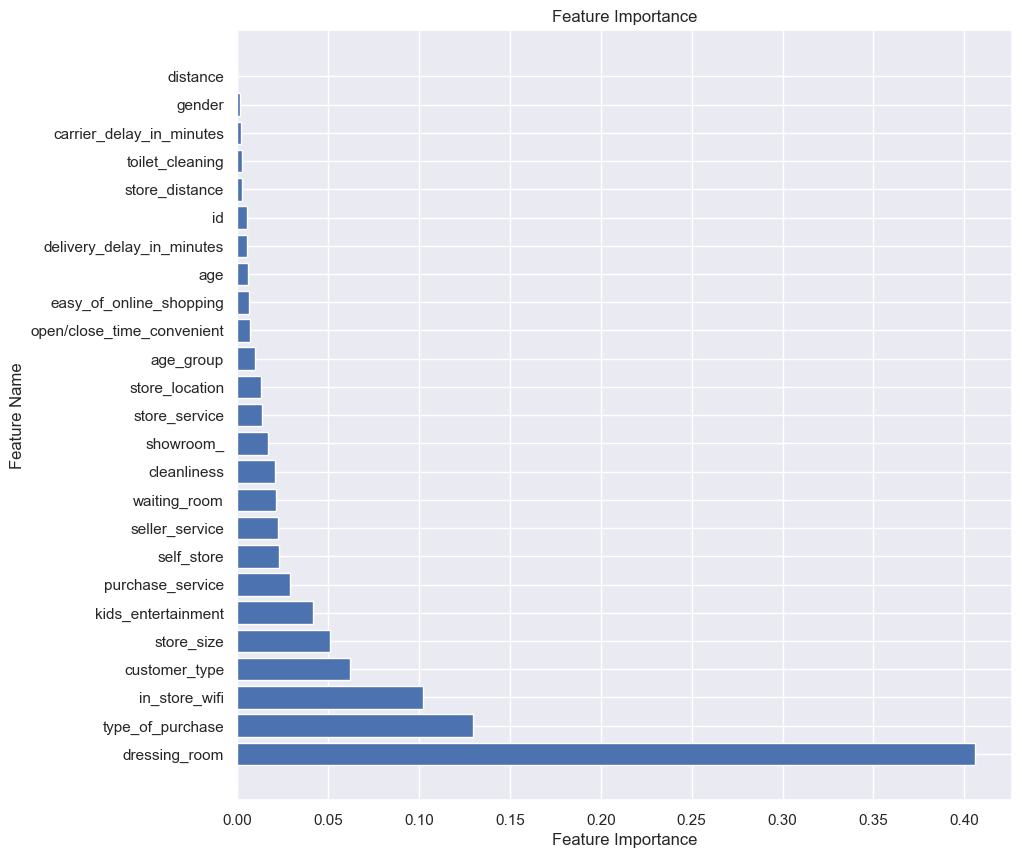 Feature Importance
distance
gender
carrier_delay_in_minutes
toilet_cleaning
store_distance
id
delivery_delay_in_minutes
age
easy_of_online_shopping
open/close_time_convenient
age_group
store_location
store_service
showroom_
cleanliness
waiting_room
seller_service
self_store
purchase_service
kids_entertainment
store_size
customer_type
in_store_wifi
type_of_purchase
dressing_room
Feature Name
0.00 0.05 0.10 0.15 0.20 0.25 0.30 0.35 0.40
Feature Importance